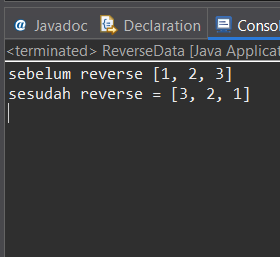 @ Javadoc Declaration Consol
<terminated> ReverseData [Java Applicat
sebelum reverse [1, 2, 3]
sesudah reverse = [3, 2, 1]